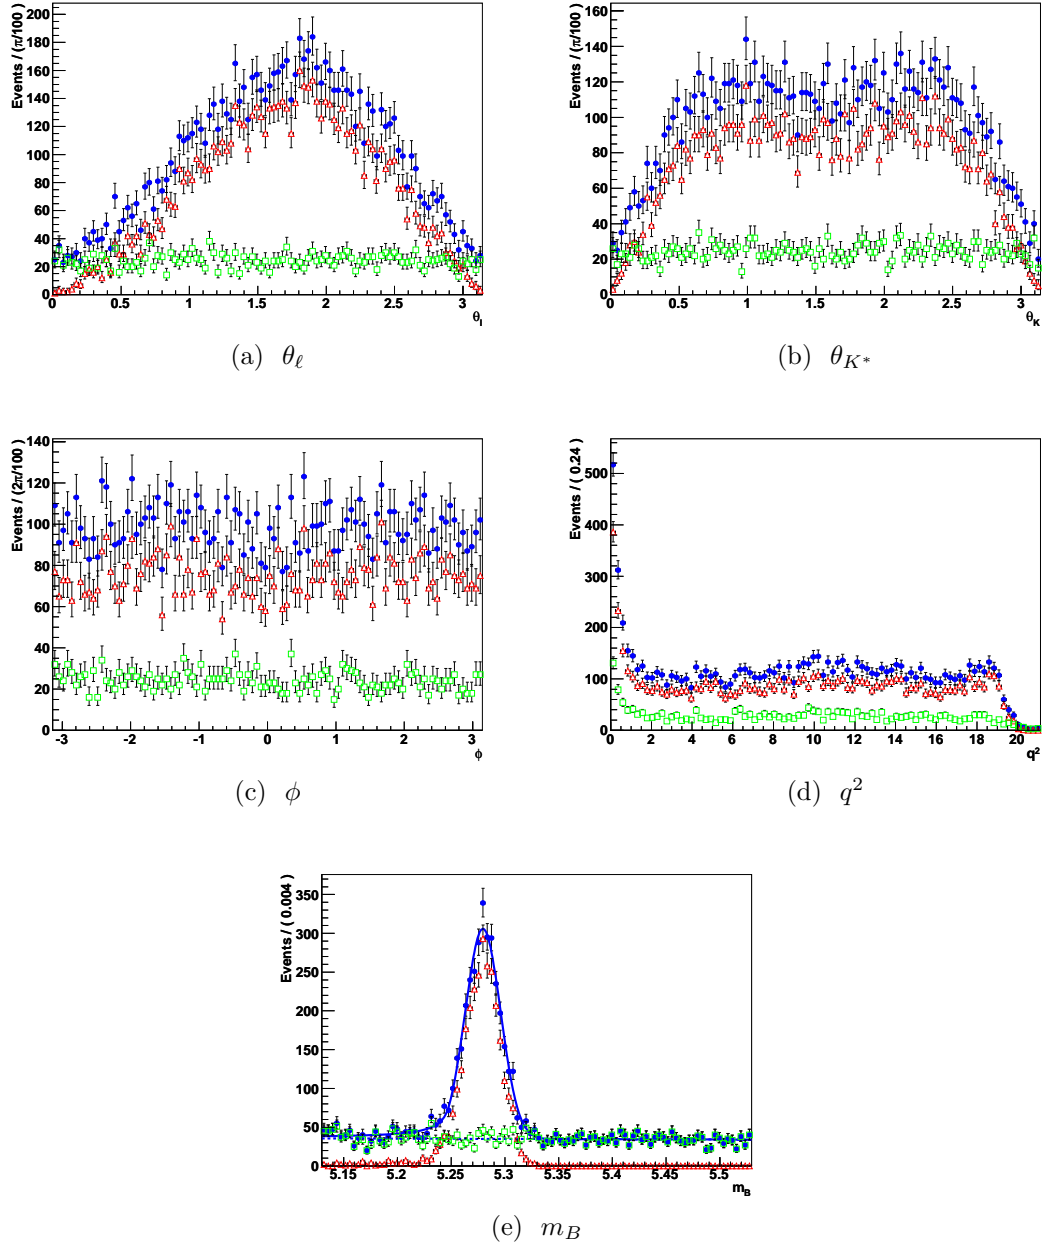 Events / (π/100)
200
180
160
140
120
100
80
60
40
20
0
0 0.5 1 1.5 2 2.5 3
θl
(a) θℓ
Events / (π/100)
160
140
120
100
80
60
40
20
0
0 0.5 1 1.5 2 2.5 3
θK
(b) θK*
Events / (2π/100)
140
120
100
80
60
40
20
0
-3 -2 -1 0 1 2 3
ϕ
(c) ϕ
Events / ( 0.24 )
500
400
300
200
100
0
0 2 4 6 8 10 12 14 16 18 20
q²
(d) q²
Events / ( 0.004 )
350
300
250
200
150
100
50
0
5.15 5.2 5.25 5.3 5.35 5.4 5.45 5.5
mB
(e) mB